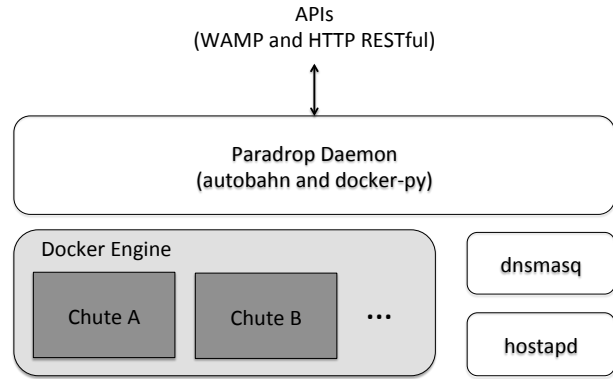 APIs
(WAMP and HTTP RESTful)
Paradrop Daemon
(autobahn and docker-py)
Docker Engine
Chute A
Chute B
...
dnsmasq
hostapd